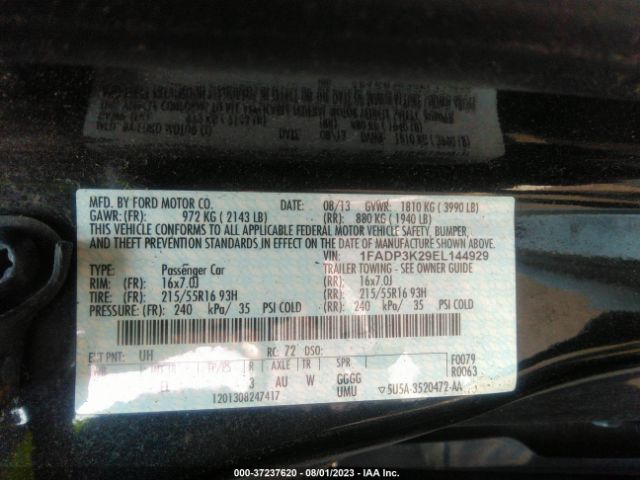 MFD. BY FORD MOTOR CO.
DATE: 08/13 GVWR: 1810 KG ( 3990 LB)
GAWR: (FR) 972 KG ( 2143 LB) (RR): 880 KG ( 1940 LB)
THIS VEHICLE CONFORMS TO ALL APPLICABLE FEDERAL MOTOR VEHICLE SAFETY, BUMPER,
AND THEFT PREVENTION STANDARDS IN EFFECT ON THE DATE OF MANUFACTURE SHOWN ABOVE.
VIN: 1FADP3K29EL144929
TYPE: Passenger Car TRAILER TOWING - SEE OWNER GUIDE
RIM: (FR): 16x7.0J (RR): 16x7.0J
TIRE: (FR): 215/55R16 93H (RR): 215/55R16 93H
PRESSURE: (FR) 240 kPa/ 35 PSI COLD (RR): 240 kPa/ 35 PSI COLD
EXT PNT: UH RC: 72 DSO: F0079
R AXLE TR SPR R0063
3 AU W GGGG
UMU
1201308247417 ▽5U5A-3520472-AA
000-37237620 - 08/01/2023 - IAA Inc.